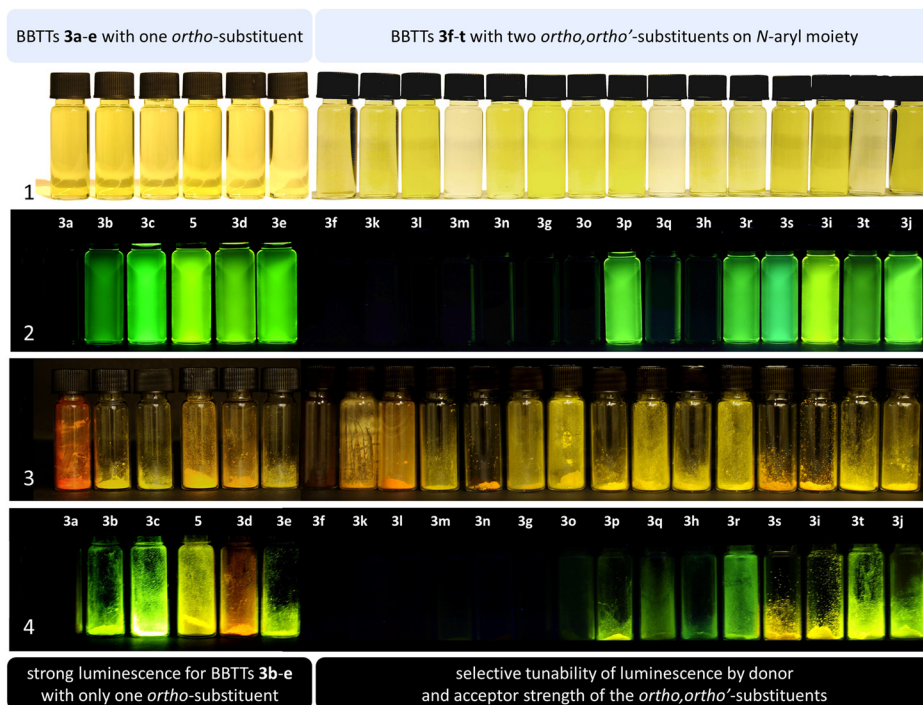 BBTTs 3a-e with one ortho-substituent
BBTTs 3f-t with two ortho,ortho’-substituents on N-aryl moiety
1
3a 3b 3c 5 3d 3e 3f 3k 3l 3m 3n 3g 3o 3p 3q 3h 3r 3s 3i 3t 3j
2
3
3a 3b 3c 5 3d 3e 3f 3k 3l 3m 3n 3g 3o 3p 3q 3h 3r 3s 3i 3t 3j
4
strong luminescence for BBTTs 3b-e
with only one ortho-substituent
selective tunability of luminescence by donor
and acceptor strength of the ortho,ortho’-substituents